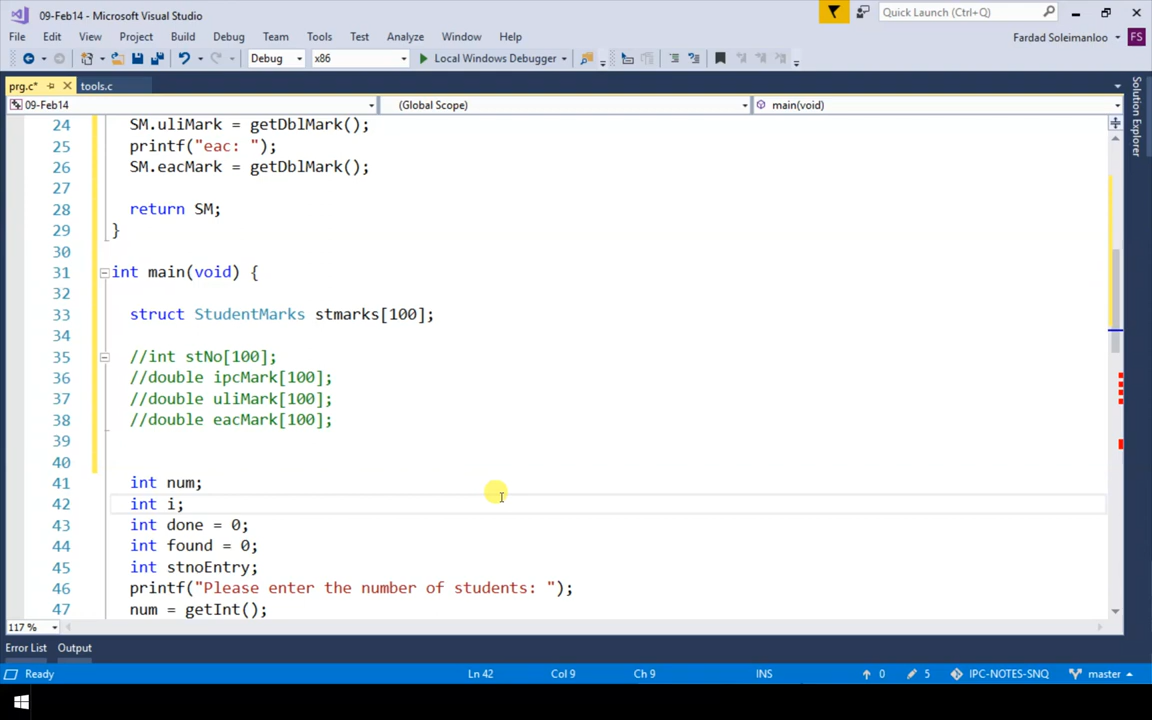 09-Feb14 - Microsoft Visual Studio
Quick Launch (Ctrl+Q)
File Edit View Project Build Debug Team Tools Test Analyze Window Help
Fardad Soleimanloo FS
Debug x86 Local Windows Debugger
prg.c* tools.c
09-Feb14 (Global Scope) main(void)
Solution Explorer
24 SM.uliMark = getDblMark();
25 printf("eac: ");
26 SM.eacMark = getDblMark();
27
28 return SM;
29 }
30
31 int main(void) {
32
33 struct StudentMarks stmarks[100];
34
35 //int stNo[100];
36 //double ipcMark[100];
37 //double uliMark[100];
38 //double eacMark[100];
39
40
41 int num;
42 int i;
43 int done = 0;
44 int found = 0;
45 int stnoEntry;
46 printf("Please enter the number of students: ");
47 num = getInt();
117 %
Error List Output
Ready Ln 42 Col 9 Ch 9 INS 0 5 IPC-NOTES-SNQ master